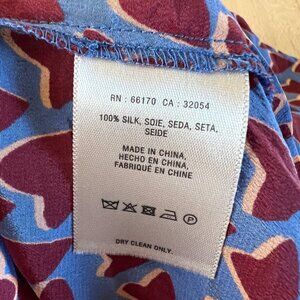 RN : 66170 CA : 32054
100% SILK, SOIE, SEDA, SETA,
SEIDE
MADE IN CHINA,
HECHO EN CHINA,
FABRIQUÉ EN CHINE
P
DRY CLEAN ONLY.